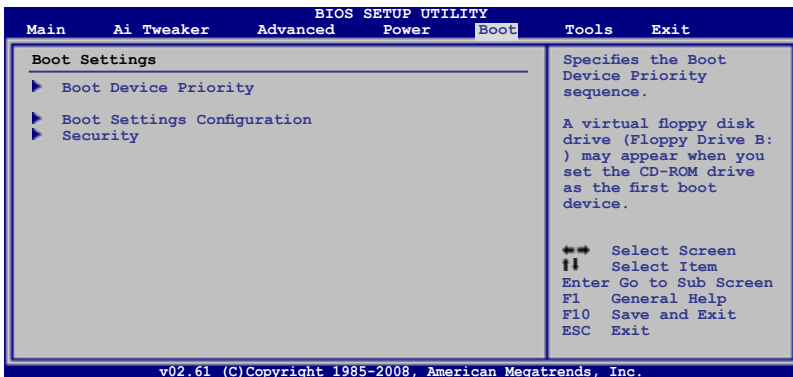 BIOS SETUP UTILITY
Main Ai Tweaker Advanced Power Boot Tools Exit
Boot Settings
Boot Device Priority
Boot Settings Configuration
Security
Specifies the Boot
Device Priority
sequence.
A virtual floppy disk
drive (Floppy Drive B:
) may appear when you
set the CD-ROM drive
as the first boot
device.
Select Screen
Select Item
Enter Go to Sub Screen
F1 General Help
F10 Save and Exit
ESC Exit
v02.61 (C)Copyright 1985-2008, American Megatrends, Inc.